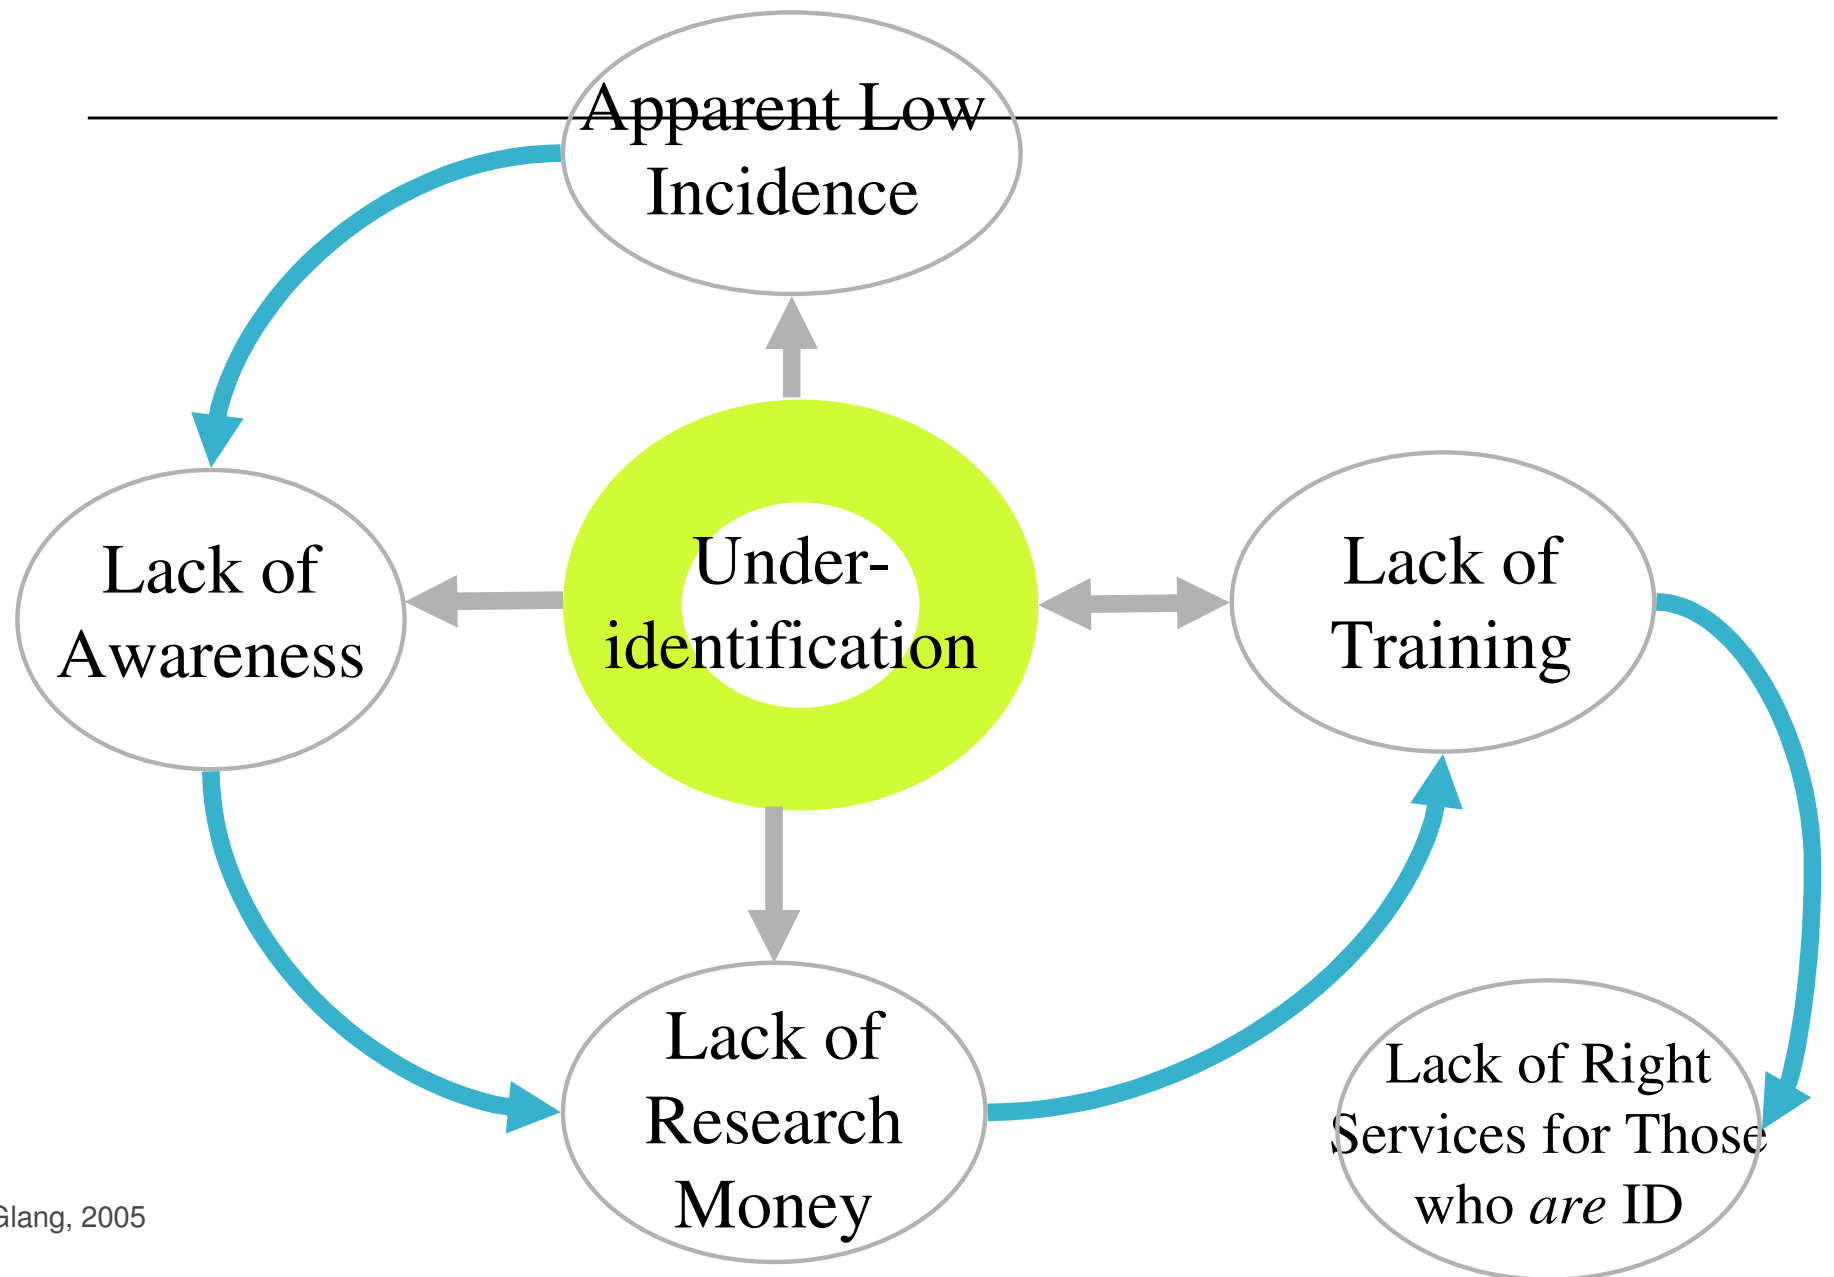 Apparent Low
Incidence
Lack of
Awareness
Under-
identification
Lack of
Training
Lack of
Research
Money
Lack of Right
Services for Those
who are ID
Glang, 2005